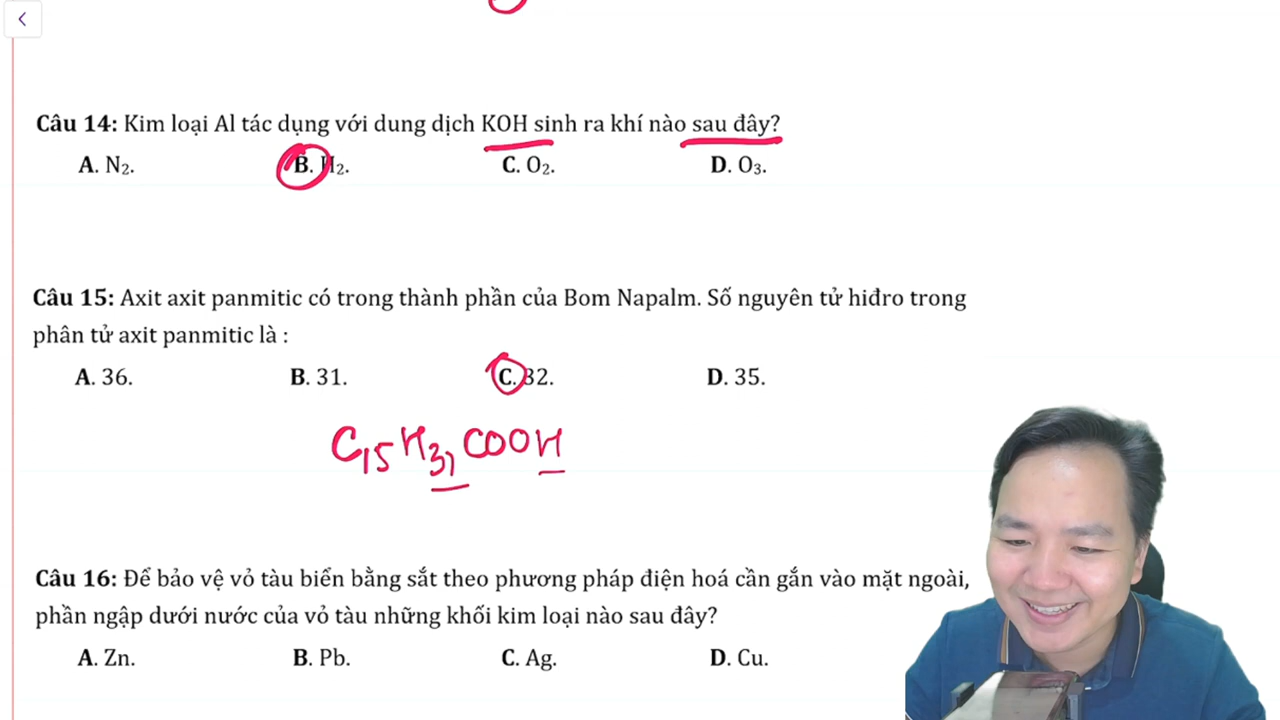 Câu 14: Kim loại Al tác dụng với dung dịch KOH sinh ra khí nào sau đây?
A. N₂. B. H₂. C. O₂. D. O₃.
Câu 15: Axit axit panmitic có trong thành phần của Bom Napalm. Số nguyên tử hiđro trong
phân tử axit panmitic là :
A. 36. B. 31. C. 32. D. 35.
C₁₅H₃₁COOH
Câu 16: Để bảo vệ vỏ tàu biển bằng sắt theo phương pháp điện hoá cần gắn vào mặt ngoài,
phần ngập dưới nước của vỏ tàu những khối kim loại nào sau đây?
A. Zn. B. Pb. C. Ag. D. Cu.